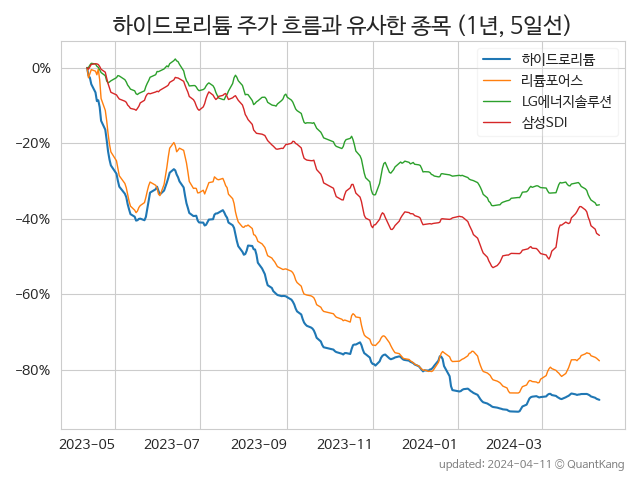 하이드로리튬 주가 흐름과 유사한 종목 (1년, 5일선)
하이드로리튬
리튬포어스
LG에너지솔루션
삼성SDI
0%
−20%
−40%
−60%
−80%
2023-05 2023-07 2023-09 2023-11 2024-01 2024-03
updated: 2024-04-11 © QuantKang